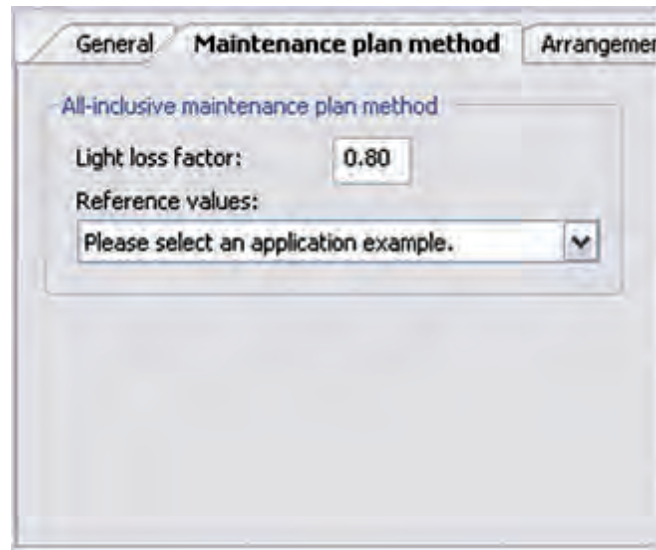 General Maintenance plan method Arrangemer
All-inclusive maintenance plan method
Light loss factor: 0.80
Reference values:
Please select an application example.